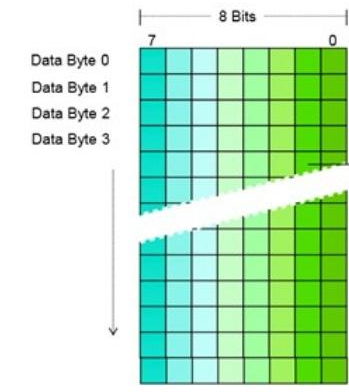 8 Bits
7 0
Data Byte 0
Data Byte 1
Data Byte 2
Data Byte 3